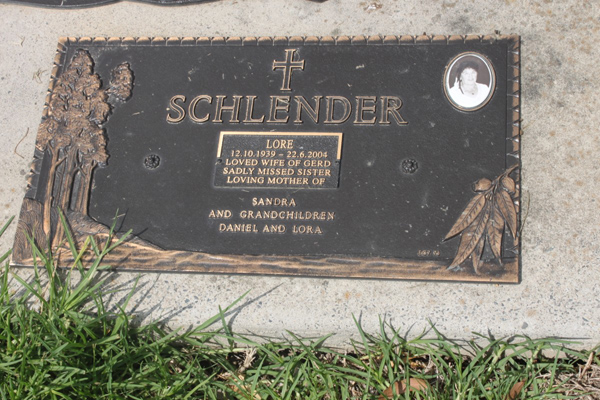 SCHLENDER
LORE
12.10.1939 - 22.6.2004
LOVED WIFE OF GERD
SADLY MISSED SISTER
LOVING MOTHER OF
SANDRA
AND GRANDCHILDREN
DANIEL AND LORA